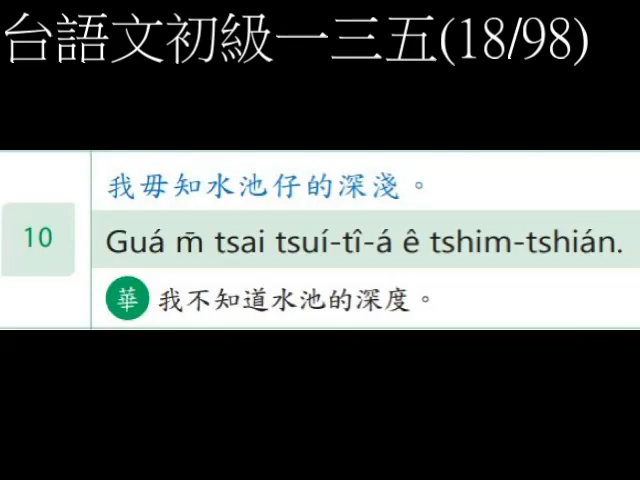 台語文初級一三五(18/98)
我毋知水池仔的深淺。
10
Guá m̄ tsai tsuí-tî-á ê tshim-tshián.
華 我不知道水池的深度。